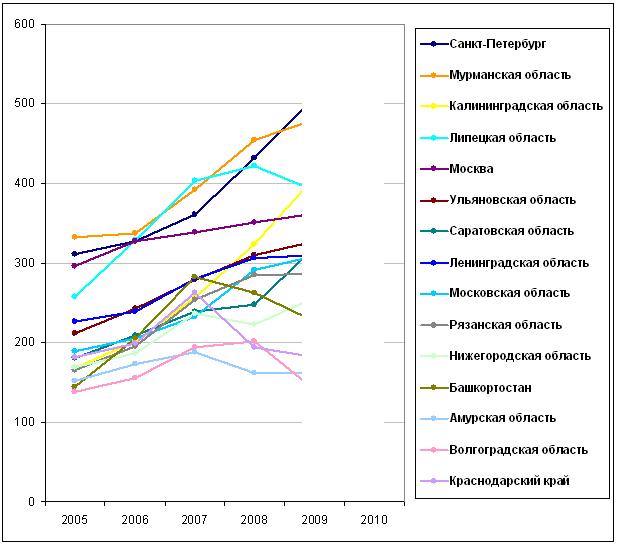 600
500
400
300
200
100
0
2005 2006 2007 2008 2009 2010
Санкт-Петербург
Мурманская область
Калининградская область
Липецкая область
Москва
Ульяновская область
Саратовская область
Ленинградская область
Московская область
Рязанская область
Нижегородская область
Башкортостан
Амурская область
Волгоградская область
Краснодарский край